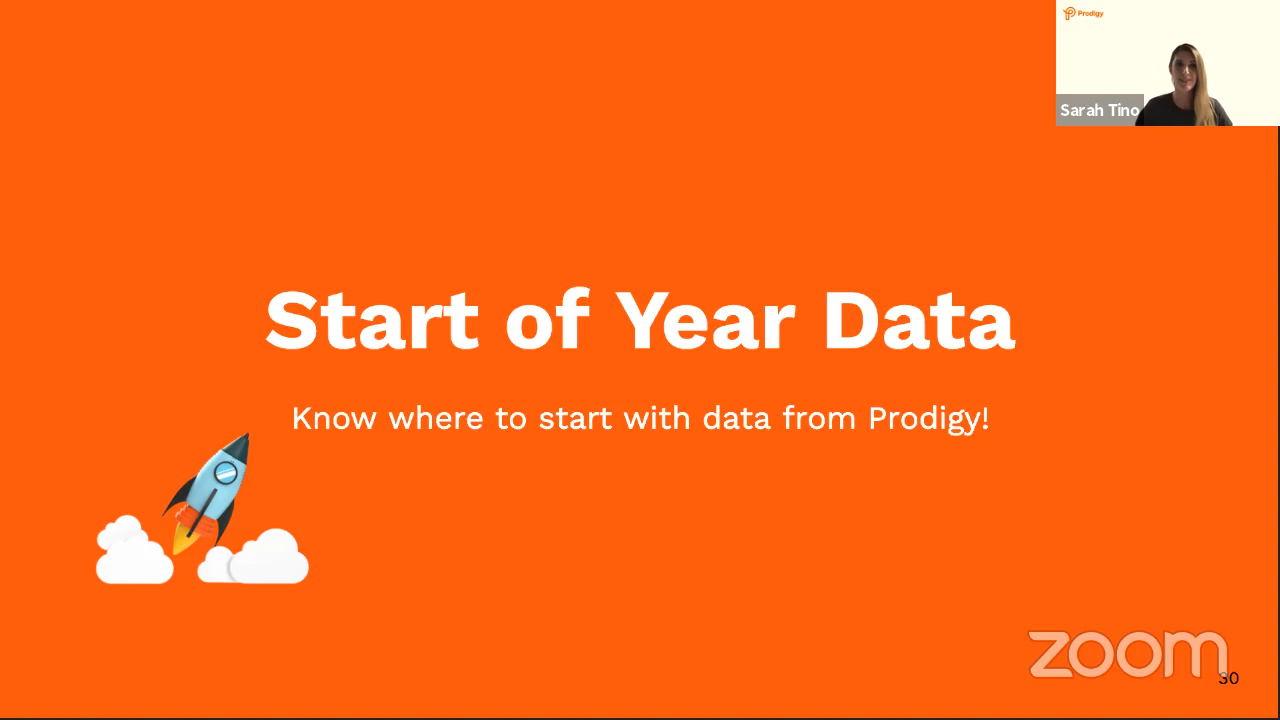 Prodigy
Sarah Tino
Start of Year Data
Know where to start with data from Prodigy!
zoom
30